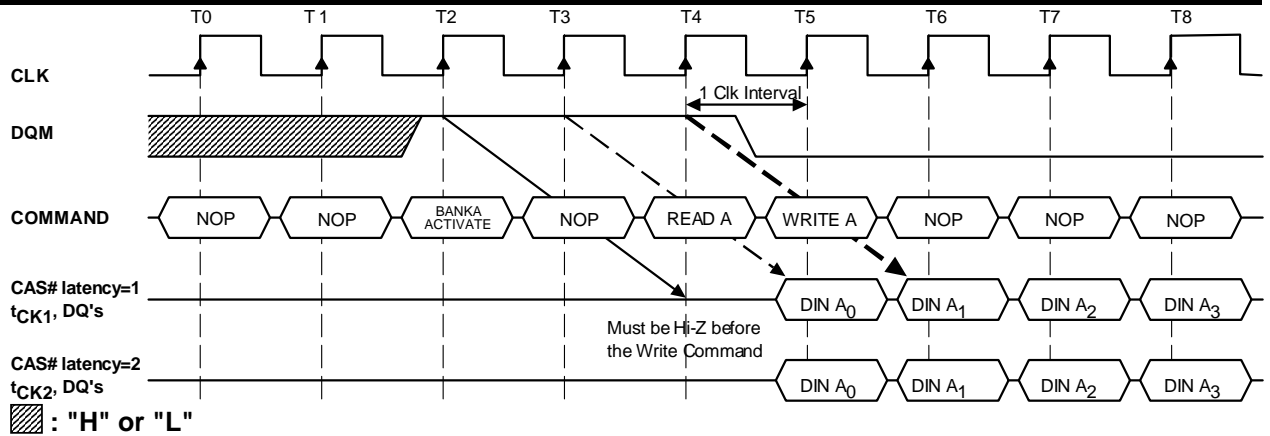 T0 T1 T2 T3 T4 T5 T6 T7 T8
CLK
1 Clk Interval
DQM
COMMAND NOP NOP BANKA ACTIVATE NOP READ A WRITE A NOP NOP NOP
CAS# latency=1
tCK1, DQ's
DIN A0 DIN A1 DIN A2 DIN A3
Must be Hi-Z before
the Write Command
CAS# latency=2
tCK2, DQ's
DIN A0 DIN A1 DIN A2 DIN A3
: "H" or "L"